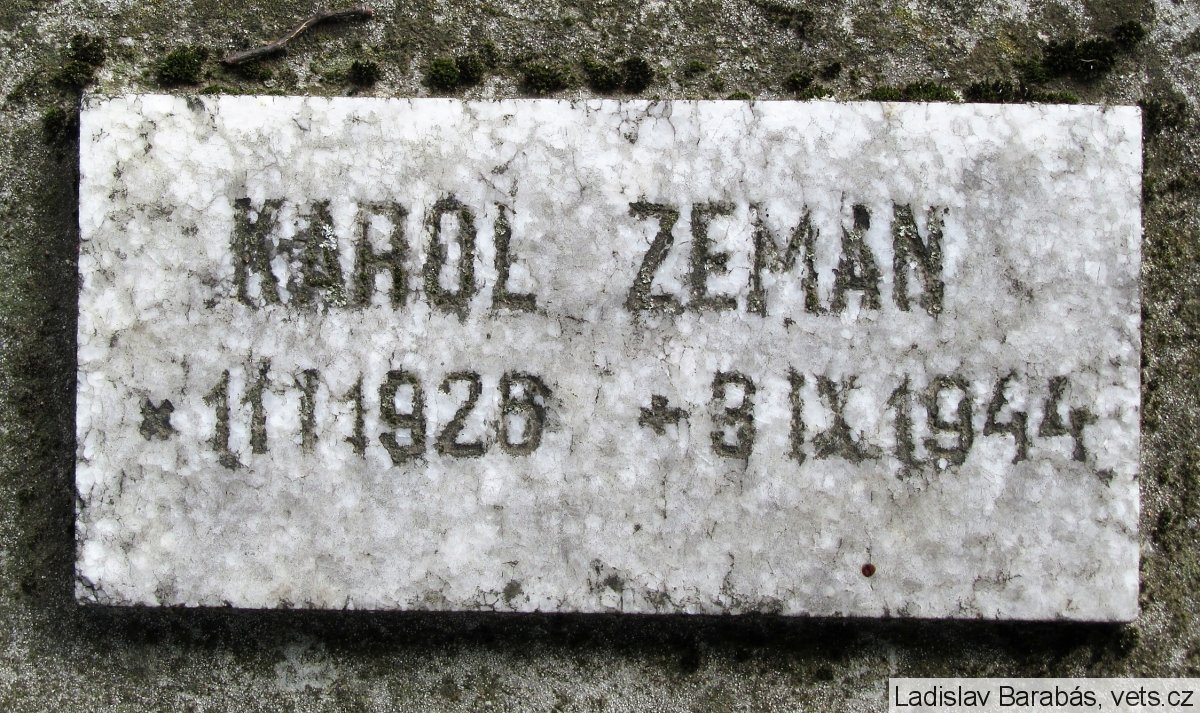 KAROL ZEMAN
* 1 I 1926 + 3 IX 1944
Ladislav Barabás, vets.cz